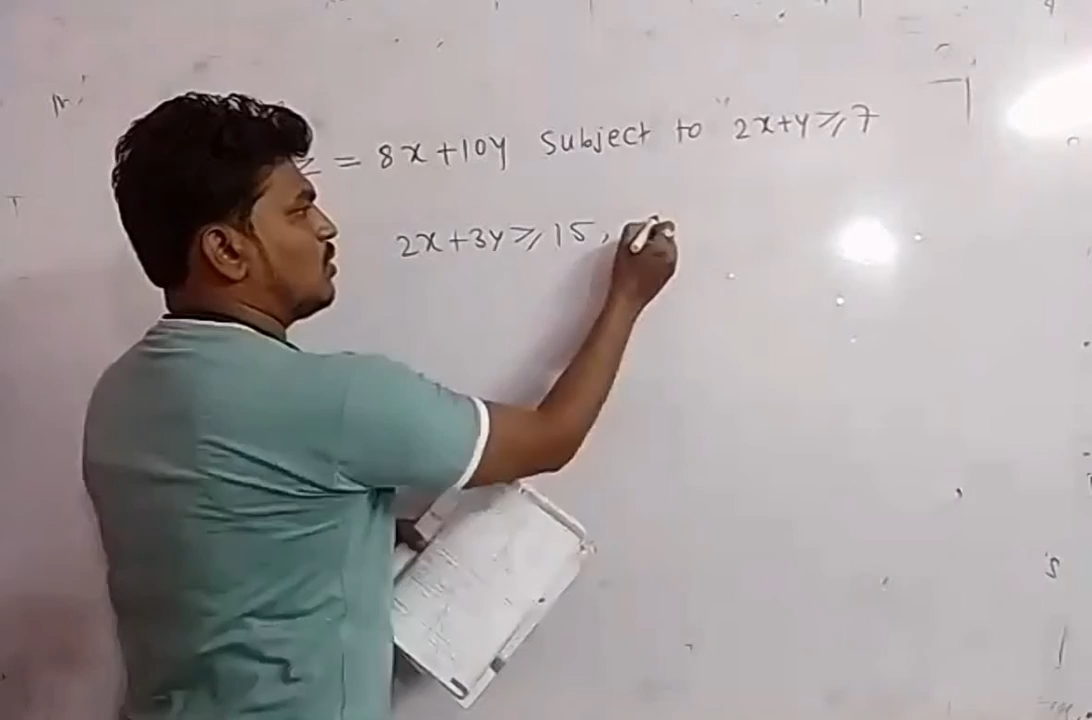 z = 8x+10y subject to 2x+y ≥ 7
2x+3y ≥ 15,